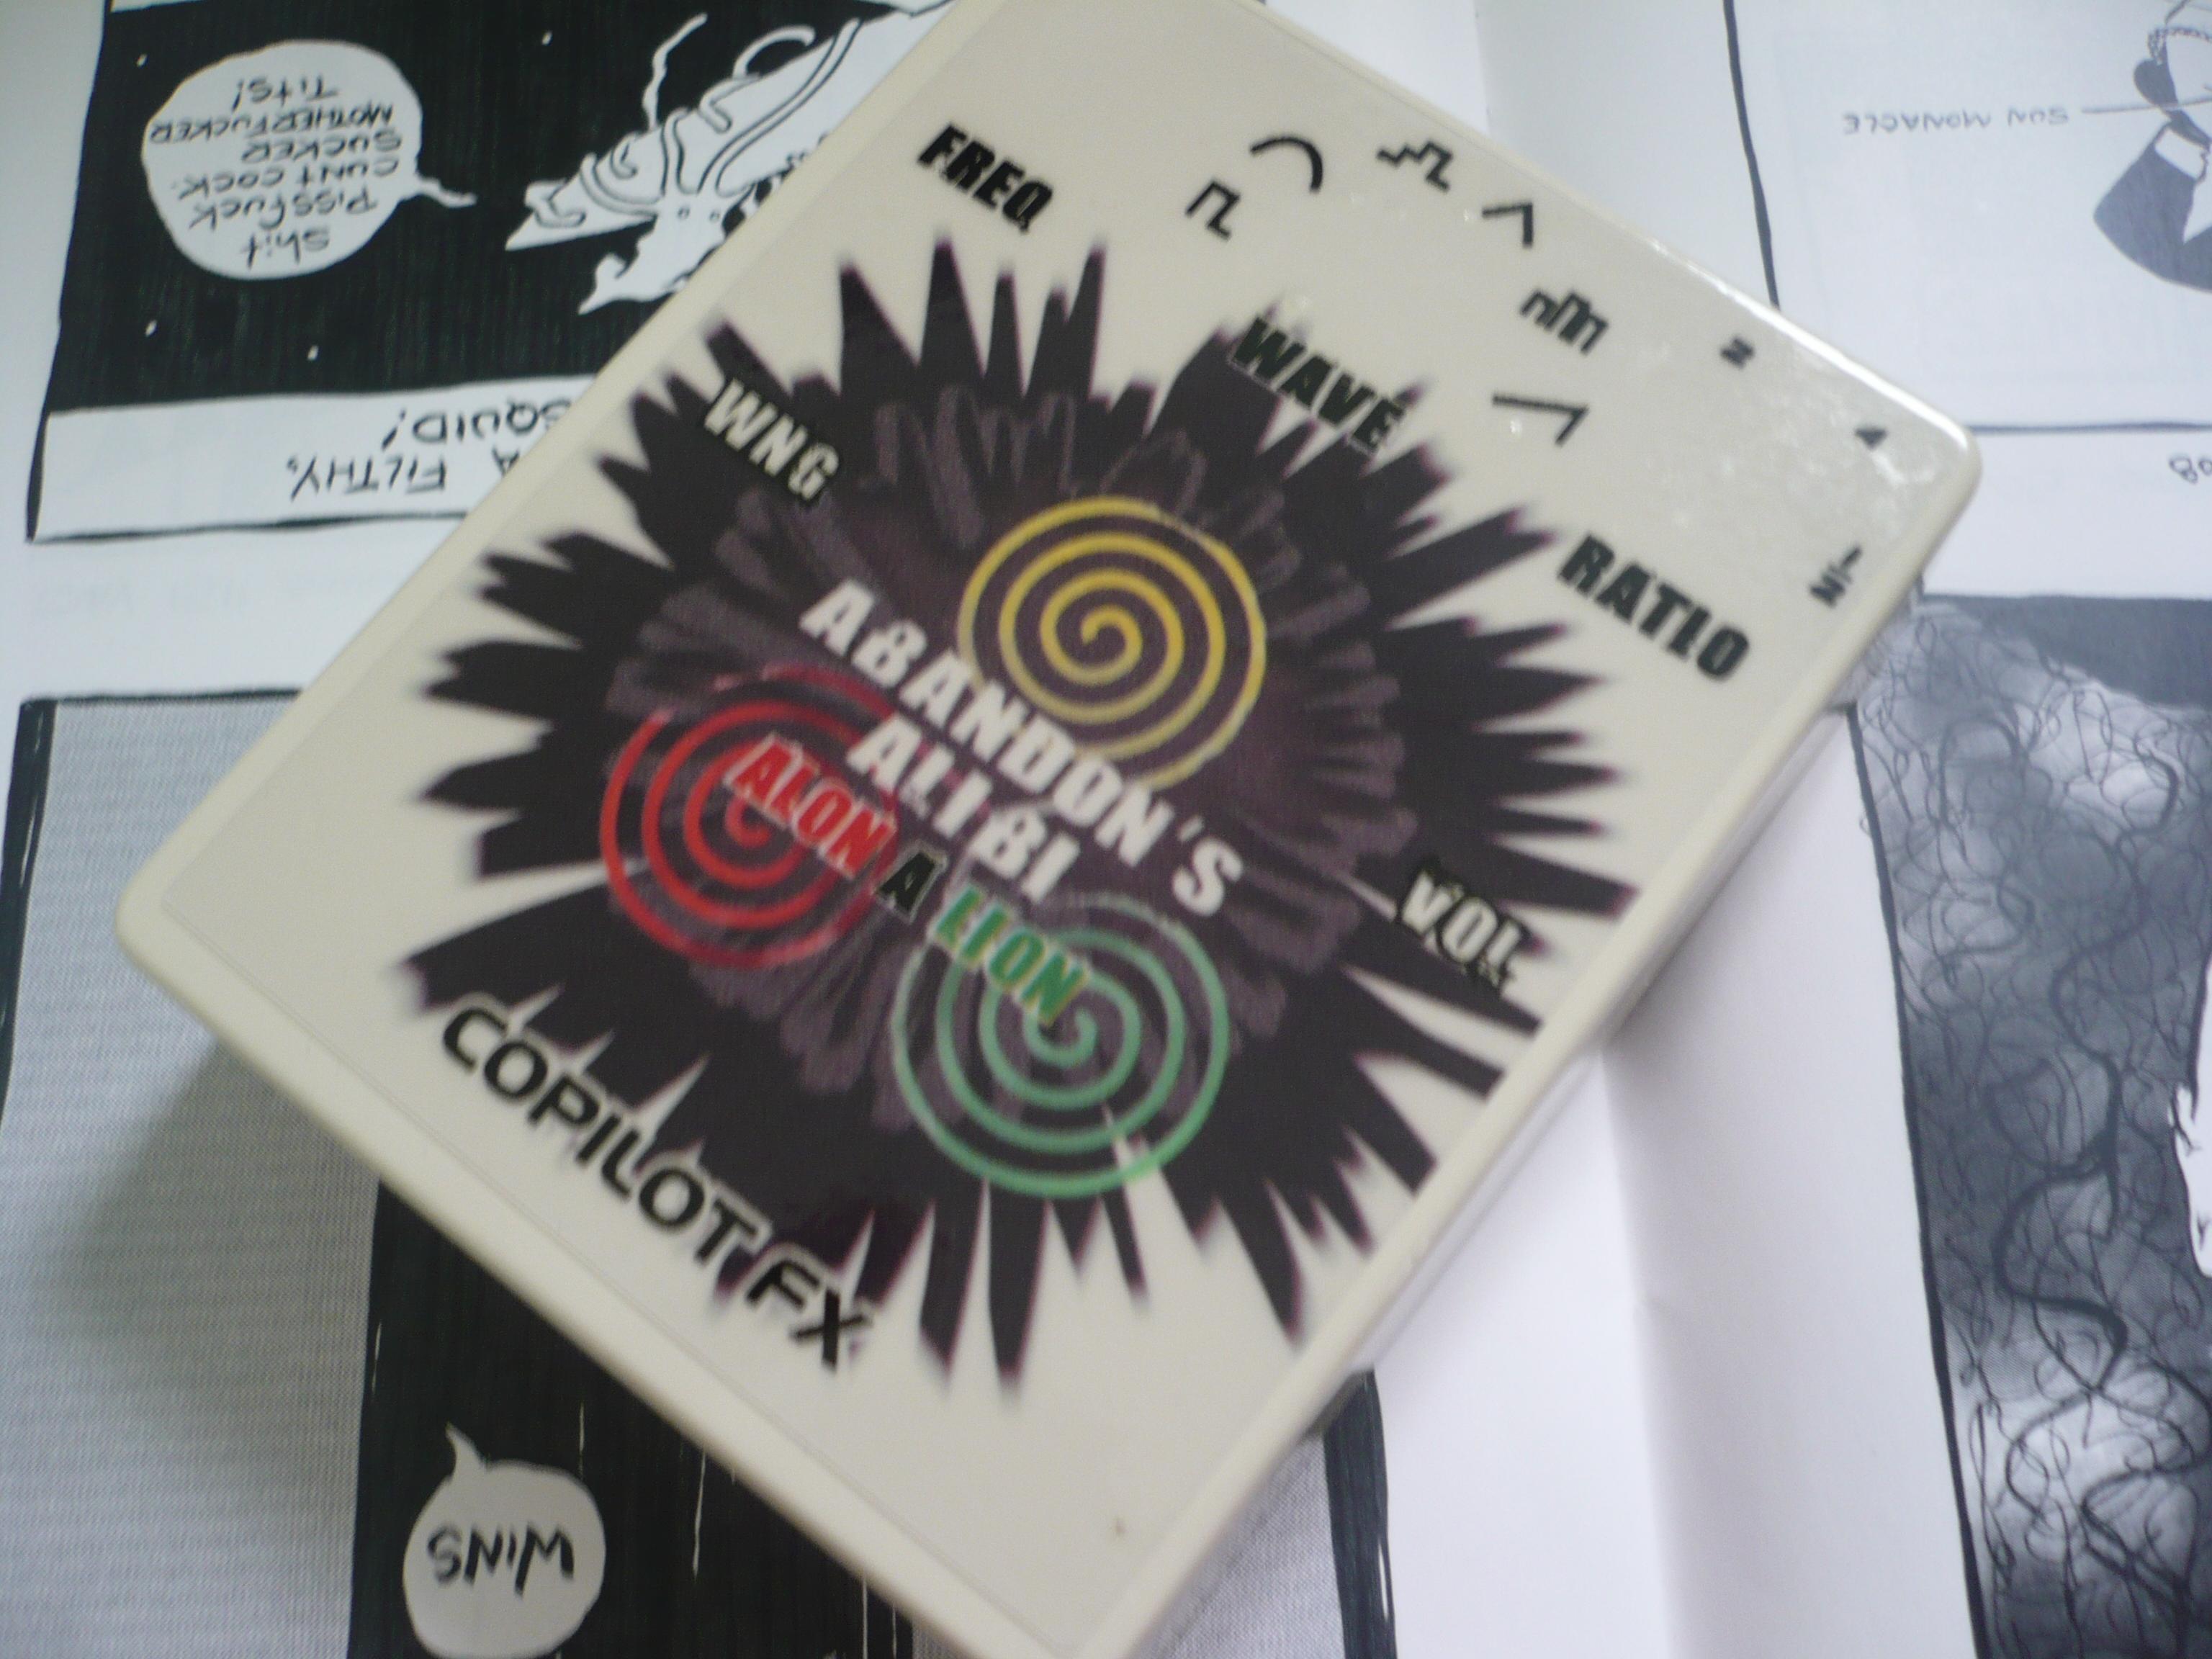 FREQ
WAVE
RATIO
WNG
VOL
ABANDON'S
ALIBI
ALON A LION
COPILOT FX
Shit
Pissfuck
CUNT COCK
SUCKER
MOTHERFUCKER
TITS!
A FILTHY
SQUID!
SUN MONACLE
WINS